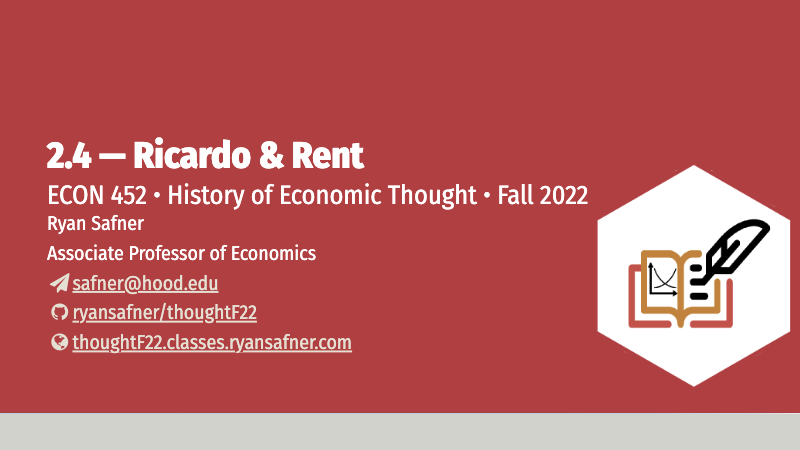 2.4 — Ricardo & Rent
ECON 452 • History of Economic Thought • Fall 2022
Ryan Safner
Associate Professor of Economics
safner@hood.edu
ryansafner/thoughtF22
thoughtF22.classes.ryansafner.com